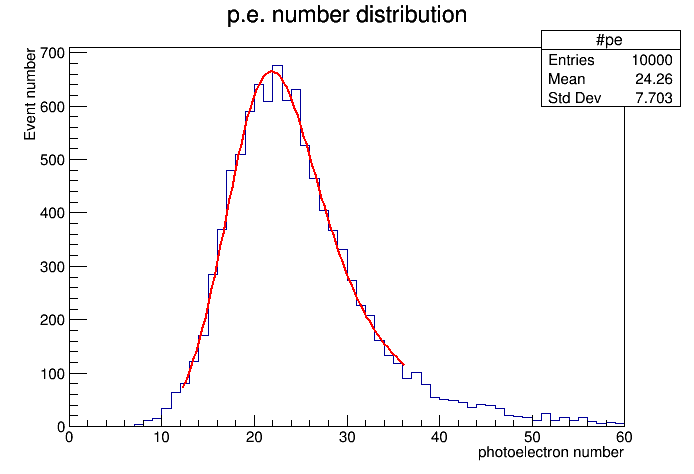 p.e. number distribution
#pe
Entries 10000
Mean 24.26
Std Dev 7.703
Event number
700
600
500
400
300
200
100
0
0 10 20 30 40 50 60
photoelectron number